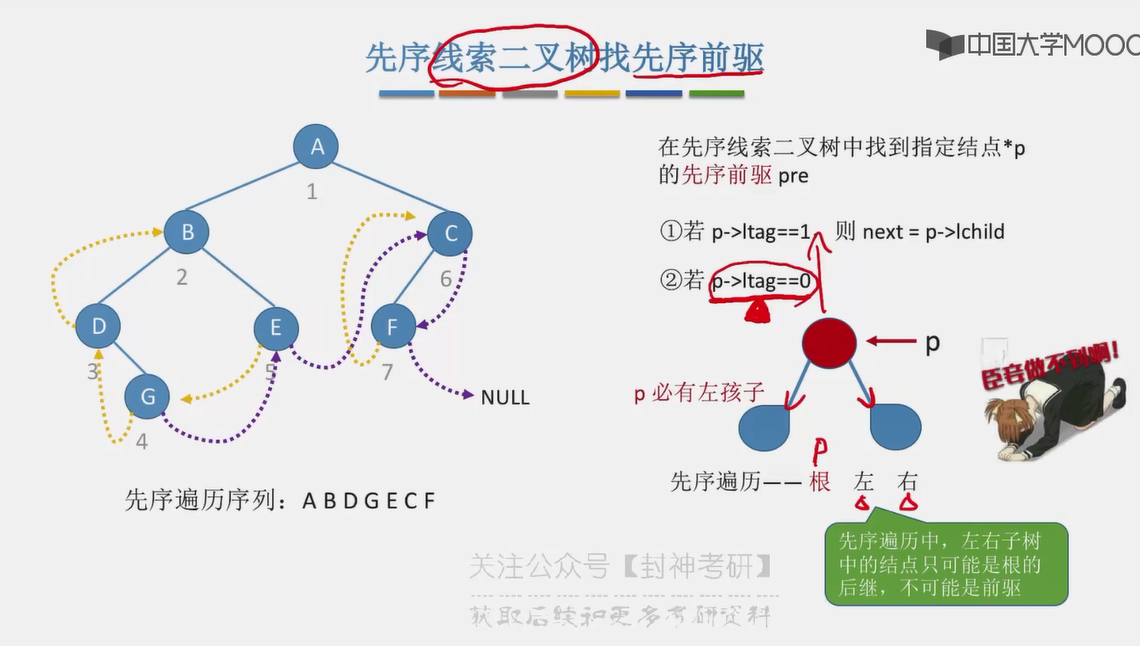 先序线索二叉树找先序前驱
中国大学MOOC
A
1
B
2
C
6
D
3
E
5
F
7
G
4
NULL
先序遍历序列：A B D G E C F
在先序线索二叉树中找到指定结点*p
的先序前驱 pre
①若 p->ltag==1，则 next = p->lchild
②若 p->ltag==0
p
p 必有左孩子
臣妾做不到啊！
P
先序遍历—— 根 左 右
先序遍历中，左右子树
中的结点只可能是根的
后继，不可能是前驱
关注公众号【封神考研】
获取后续和更多考研资料